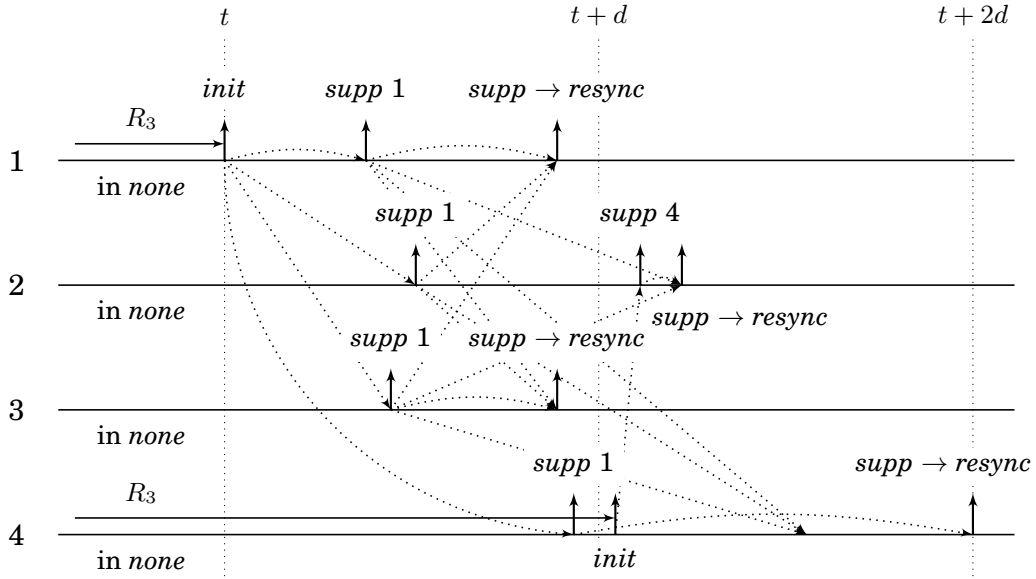 t
t + d
t + 2d
init
supp 1
supp → resync
R3
1
in none
supp 1
supp 4
2
in none
supp → resync
supp 1
supp → resync
3
in none
supp 1
supp → resync
R3
4
in none
init